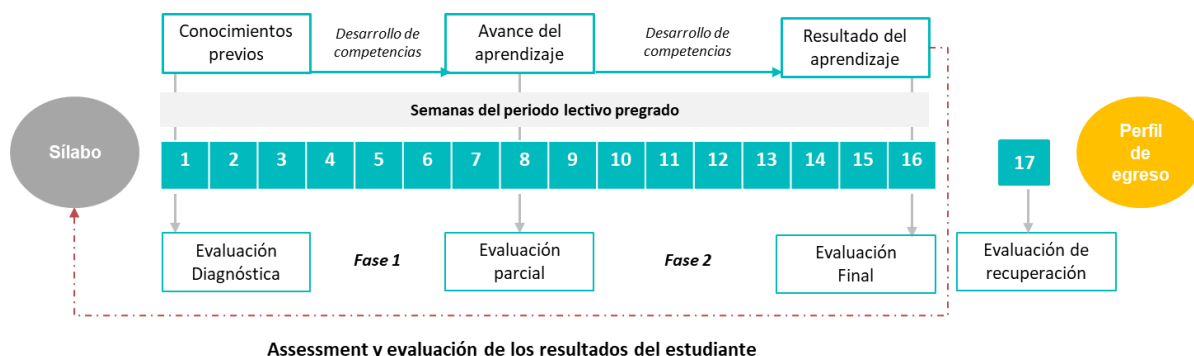 Conocimientos
previos
Desarrollo de
competencias
Avance del
aprendizaje
Desarrollo de
competencias
Resultado del
aprendizaje
Semanas del periodo lectivo pregrado
Sílabo
1 2 3 4 5 6 7 8 9 10 11 12 13 14 15 16
17
Perfil
de
egreso
Evaluación
Diagnóstica
Fase 1
Evaluación
parcial
Fase 2
Evaluación
Final
Evaluación de
recuperación
Assessment y evaluación de los resultados del estudiante